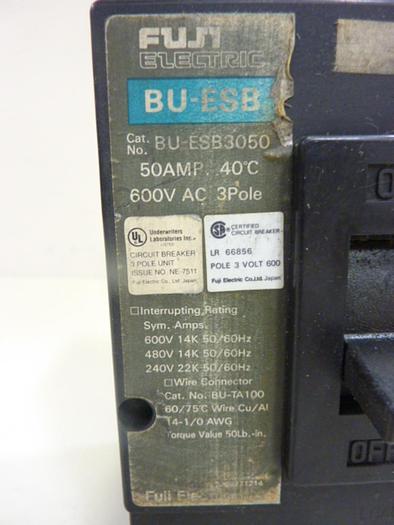 FUJI
ELECTRIC
BU-ESB
Cat.
No. BU-ESB3050
50AMP. 40°C
600V AC 3Pole
UL
Underwriters
Laboratories Inc.
LISTED
CIRCUIT BREAKER
3 POLE UNIT
ISSUE NO. NE-7511
Fuji Electric Co., Ltd. Japan
CERTIFIED
CIRCUIT BREAKER
LR 66856
POLE 3 VOLT 600
Fuji Electric Co.,Ltd. Japan
□Interrupting Rating
Sym. Amps.
600V 14K 50/60Hz
480V 14K 50/60Hz
240V 22K 50/60Hz
□Wire Connector
Cat. No. BU-TA100
60/75°C Wire Cu/Al
14-1/0 AWG
Torque Value 50Lb.-in.
Fuji
OFF